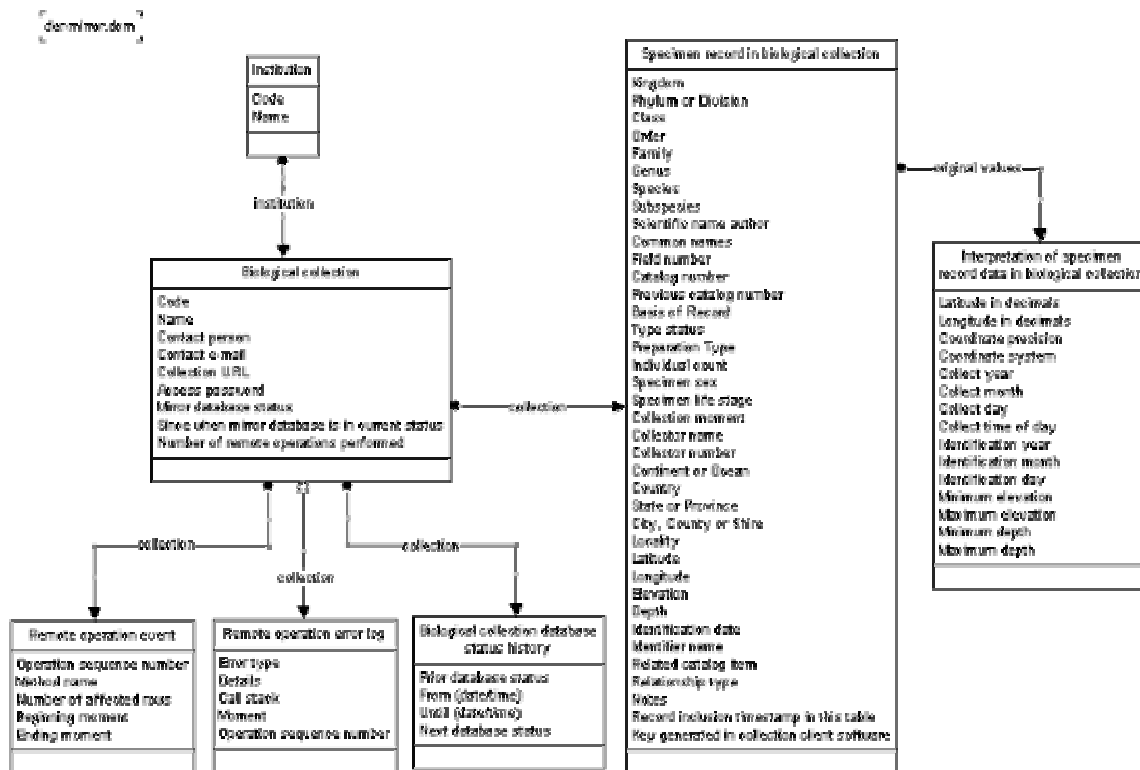 Institution
Code
Name
institution
Biological collection
Code
Name
Contact person
Contact e-mail
Collection URL
Access password
Mirror database status
Since when mirror database is in current status
Number of remote operations performed
collection
collection
collection
collection
Remote operation event
Operation sequence number
Method name
Number of affected rows
Beginning moment
Ending moment
Remote operation error log
Error type
Details
Call stack
Moment
Operation sequence number
Biological collection database
status history
Prior database status
From (date/time)
Until (date/time)
Next database status
Specimen record in biological collection
Kingdom
Phylum or Division
Class
Order
Family
Genus
Species
Subspecies
Scientific name author
Common names
Field number
Catalog number
Previous catalog number
Basis of Record
Type status
Preparation Type
Individual count
Specimen sex
Specimen life stage
Collection moment
Collector name
Collector number
Continent or Ocean
Country
State or Province
City, County or Shire
Locality
Latitude
Longitude
Elevation
Depth
Identification date
Identifier name
Related catalog item
Relationship type
Notes
Record inclusion timestamp in this table
Key generated in collection client software
original values
Interpretation of specimen
record data in biological collection
Latitude in decimals
Longitude in decimals
Coordinate precision
Coordinate system
Collect year
Collect month
Collect day
Collect time of day
Identification year
Identification month
Identification day
Minimum elevation
Maximum elevation
Minimum depth
Maximum depth